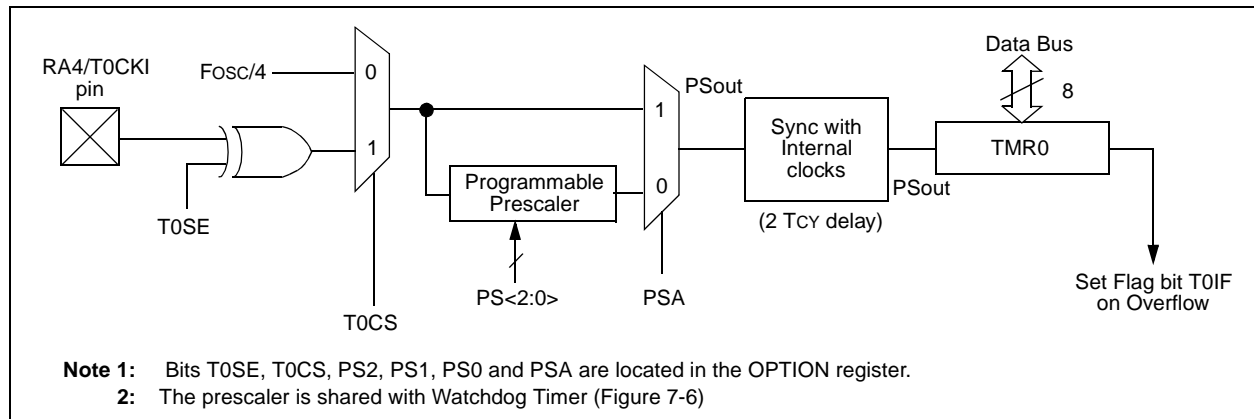 RA4/T0CKI
pin
FOSC/4
0
1
T0SE
T0CS
Programmable
Prescaler
PS<2:0>
1
0
PSA
PSout
Sync with
Internal
clocks
(2 TCY delay)
PSout
Data Bus
8
TMR0
Set Flag bit T0IF
on Overflow
Note 1: Bits T0SE, T0CS, PS2, PS1, PS0 and PSA are located in the OPTION register.
2: The prescaler is shared with Watchdog Timer (Figure 7-6)